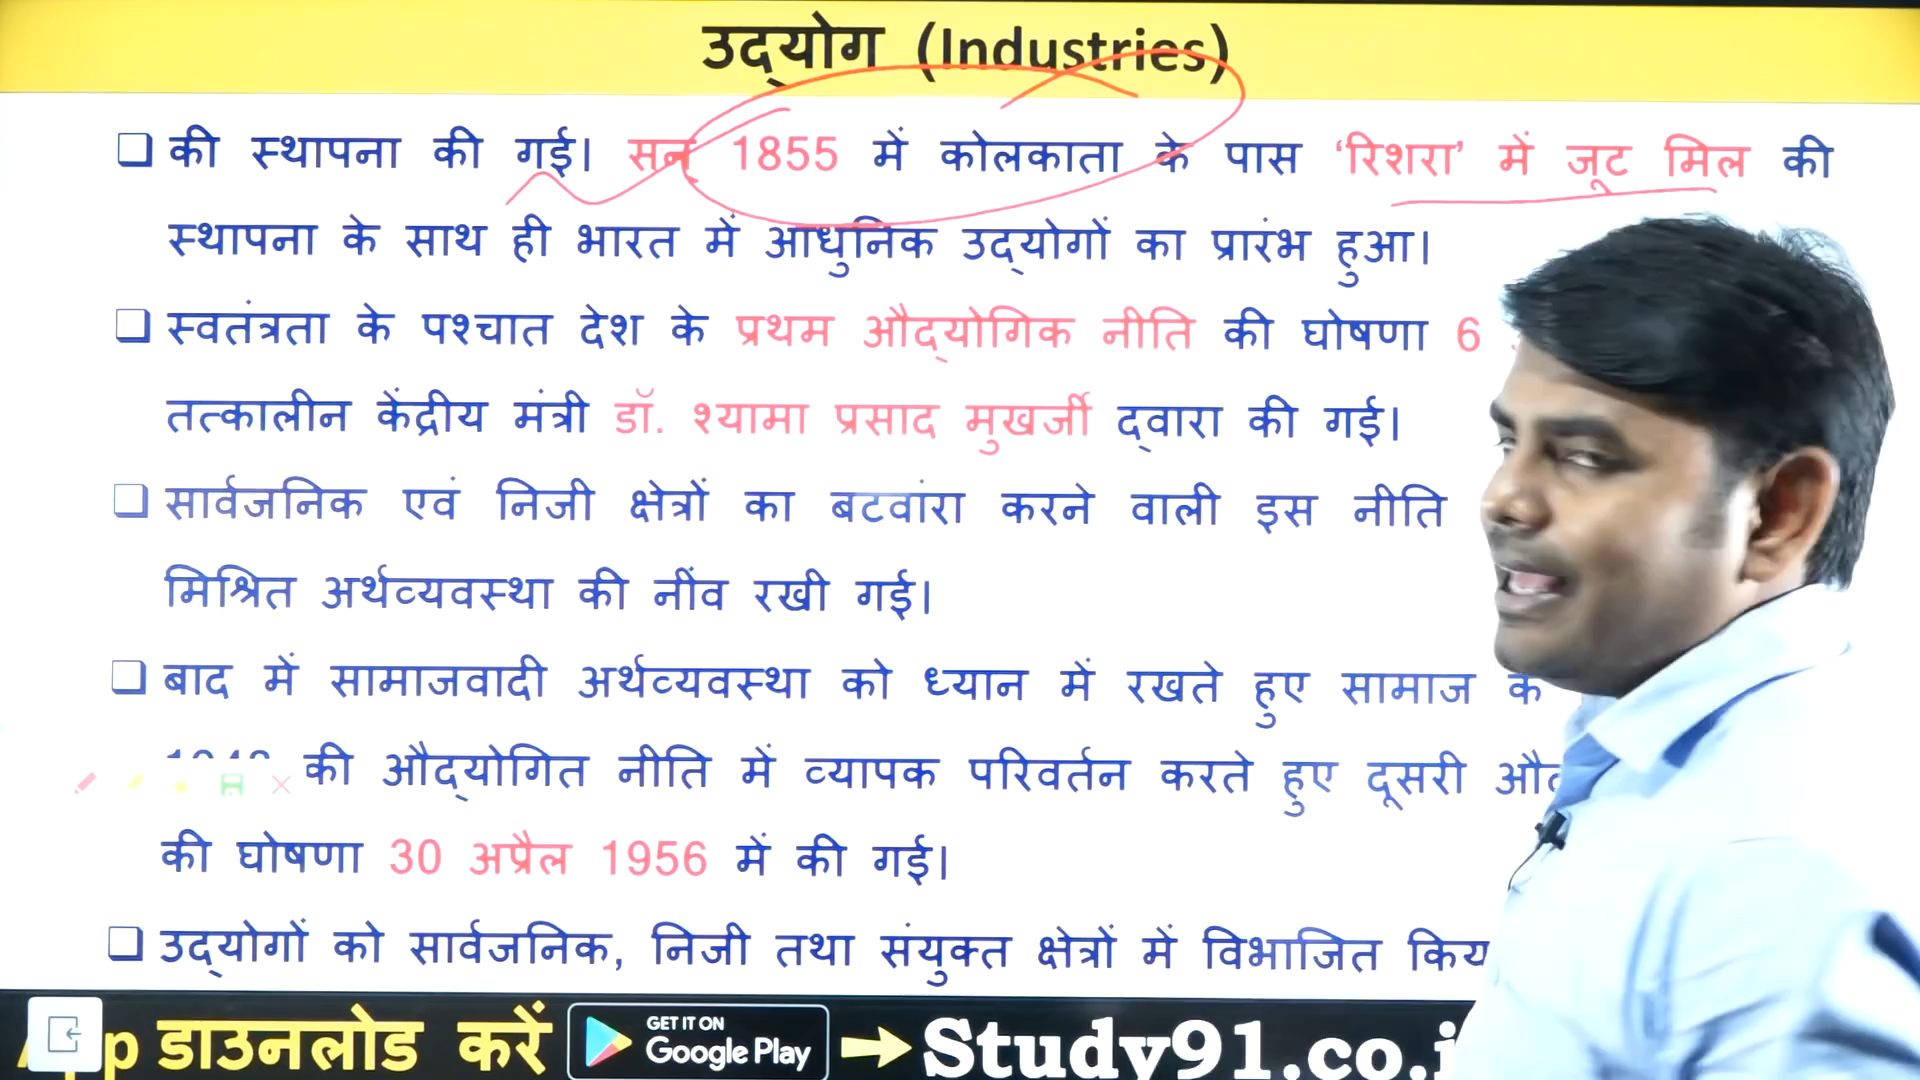 उद्योग (Industries)
की स्थापना की गई। सन् 1855 में कोलकाता के पास ‘रिशरा’ में जूट मिल की
स्थापना के साथ ही भारत में आधुनिक उद्योगों का प्रारंभ हुआ।
स्वतंत्रता के पश्चात देश के प्रथम औद्योगिक नीति की घोषणा 6
तत्कालीन केंद्रीय मंत्री डॉ. श्यामा प्रसाद मुखर्जी द्वारा की गई।
सार्वजनिक एवं निजी क्षेत्रों का बटवांरा करने वाली इस नीति
मिश्रित अर्थव्यवस्था की नींव रखी गई।
बाद में सामाजवादी अर्थव्यवस्था को ध्यान में रखते हुए सामाज
की औद्योगित नीति में व्यापक परिवर्तन करते हुए दूसरी
की घोषणा 30 अप्रैल 1956 में की गई।
उद्योगों को सार्वजनिक, निजी तथा संयुक्त क्षेत्रों में विभाजित
डाउनलोड करें GET IT ON Google Play Study91.co.i